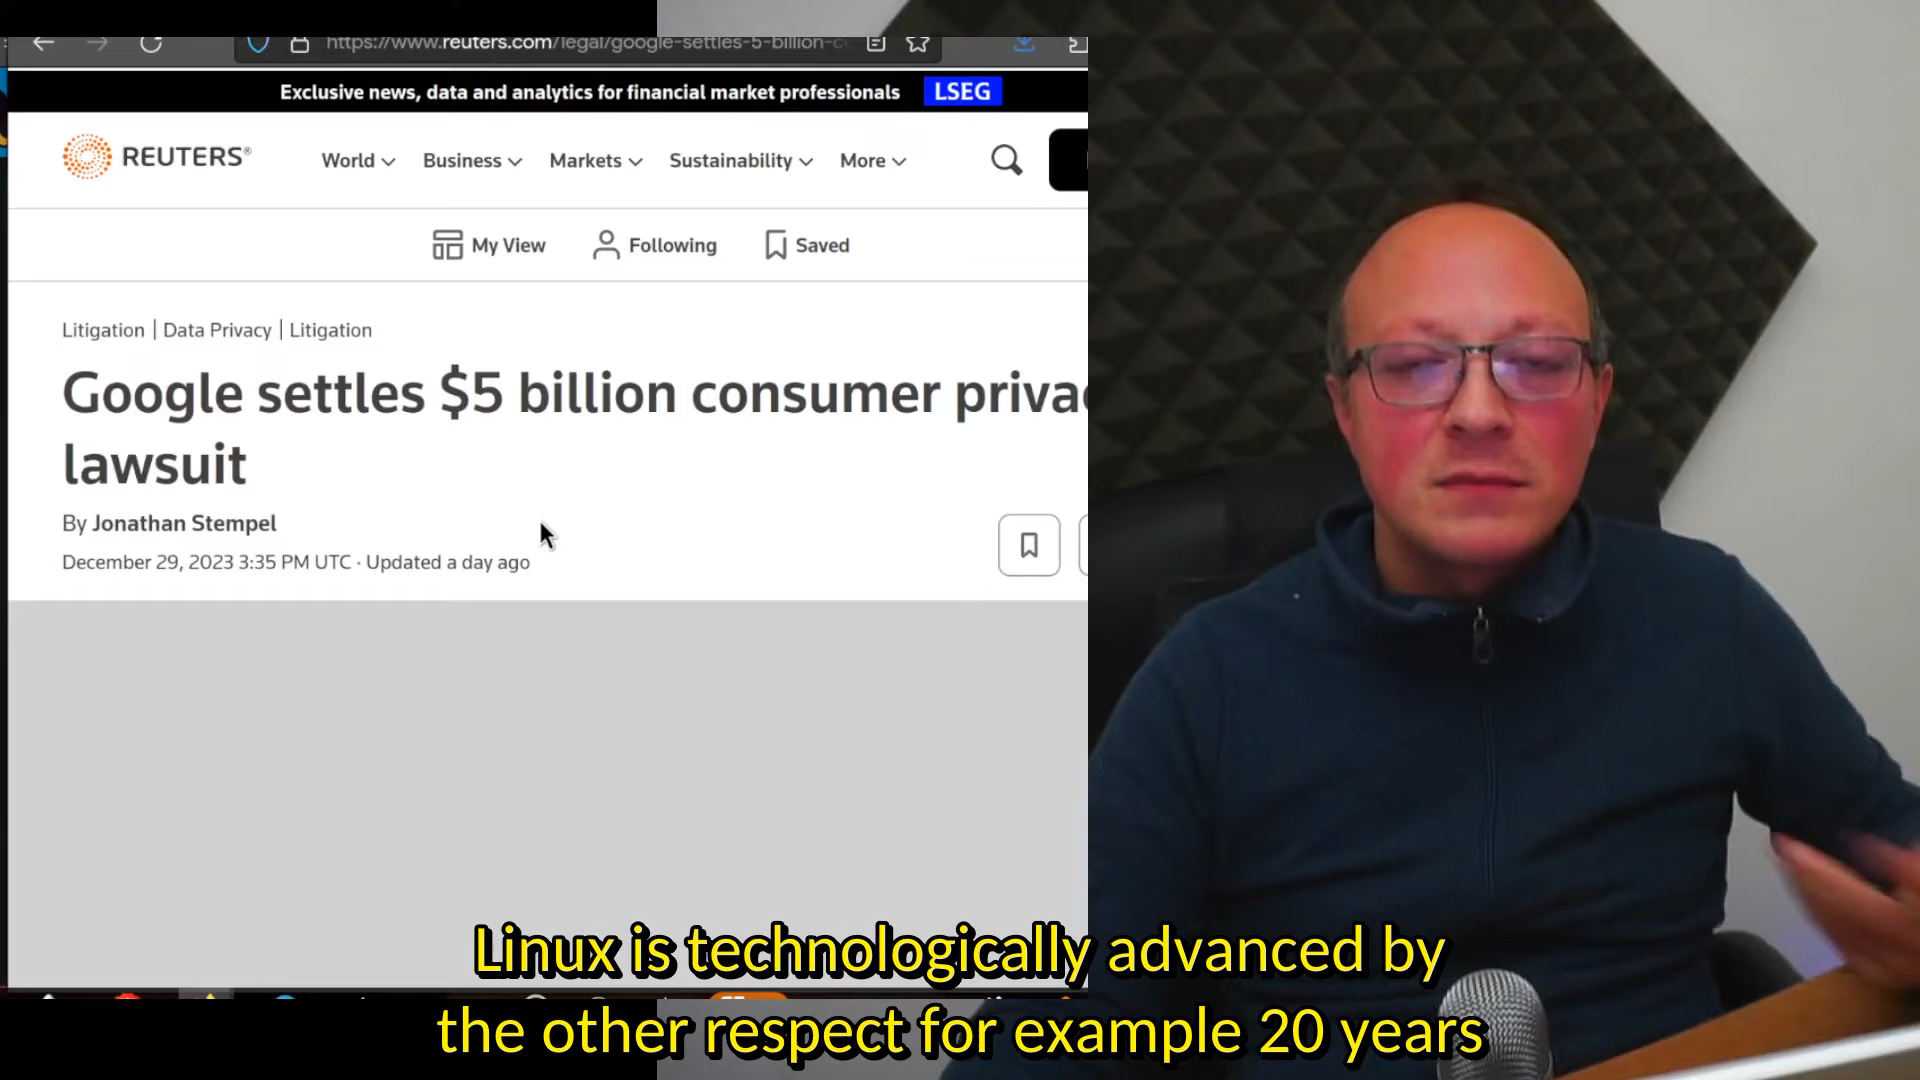 https://www.reuters.com/legal/google-settles-5-billion-c
Exclusive news, data and analytics for financial market professionals LSEG
REUTERS® World Business Markets Sustainability More
My View Following Saved
Litigation | Data Privacy | Litigation
Google settles $5 billion consumer priva
lawsuit
By Jonathan Stempel
December 29, 2023 3:35 PM UTC · Updated a day ago
Linux is technologically advanced by
the other respect for example 20 years